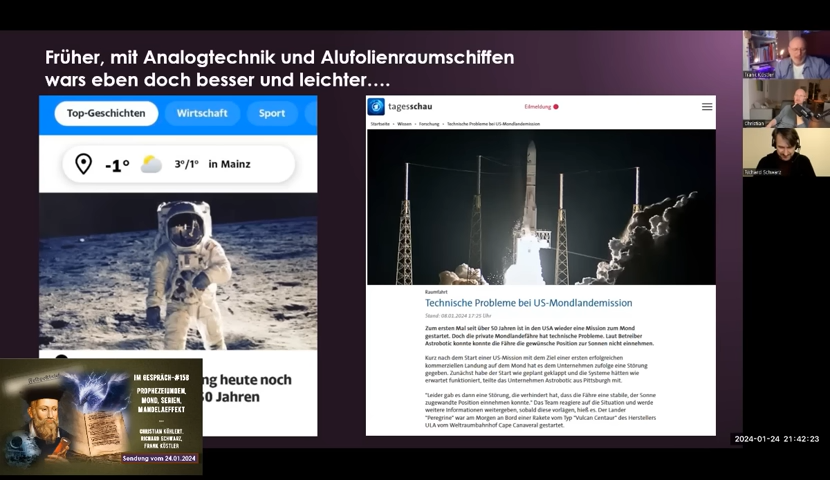 Früher, mit Analogtechnik und Alufolienraumschiffen
wars eben doch besser und leichter....
Top-Geschichten
Wirtschaft
Sport
-1° 3°/1° in Mainz
ng heute noch
50 Jahren
tagesschau
Eilmeldung
Startseite
Wissen
Forschung
Technische Probleme bei US-Mondlandemission
Raumfahrt
Technische Probleme bei US-Mondlandemission
Stand: 08.01.2024 17:25 Uhr
Zum ersten Mal seit über 50 Jahren ist in den USA wieder eine Mission zum Mond
gestartet. Doch die private Mondlandefähre hat technische Probleme. Laut Betreiber
Astrobotic konnte konnte die Fähre die gewünschte Position zur Sonnen nicht einnehmen.
Kurz nach dem Start einer US-Mission mit dem Ziel einer ersten erfolgreichen
kommerziellen Landung auf dem Mond hat es dem Unternehmen zufolge eine Störung
gegeben. Zunächst habe der Start wie geplant geklappt und die Systeme hätten wie
erwartet funktioniert, teilte das Unternehmen Astrobotic aus Pittsburgh mit.
"Leider gab es dann eine Störung, die verhindert hat, dass die Fähre eine stabile, der Sonne
zugewandte Position einnehmen konnte." Das Team reagiere auf die Situation und werde
weitere Informationen weitergeben, sobald diese vorlägen, hieß es. Der Lander
"Peregrine" war am Morgen an Bord einer Rakete vom Typ "Vulcan Centaur" des Herstellers
ULA vom Weltraumbahnhof Cape Canaveral gestartet.
Frank Köstler
Christian
Richard Schwarz
IM GESPRÄCH-#158
PROPHEZEIUNGEN,
MOND, SERIEN,
MANDELAEFFEKT
CHRISTIAN KÖHLERT,
RICHARD SCHWARZ,
FRANK KÖSTLER
Sendung vom 24.01.2024
2024-01-24 21:42:23